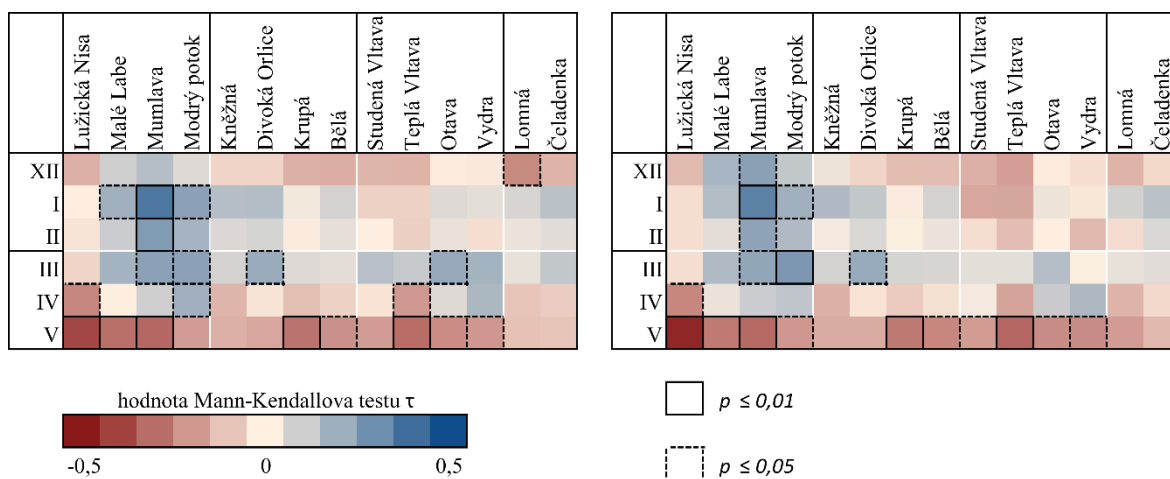 Lužická Nisa
Malé Labe
Mumlava
Modrý potok
Kněžná
Divoká Orlice
Krupá
Bělá
Studená Vltava
Teplá Vltava
Otava
Vydra
Lomná
Čeladenka
XII
I
II
III
IV
V
Lužická Nisa
Malé Labe
Mumlava
Modrý potok
Kněžná
Divoká Orlice
Krupá
Bělá
Studená Vltava
Teplá Vltava
Otava
Vydra
Lomná
Čeladenka
XII
I
II
III
IV
V
hodnota Mann-Kendallova testu τ
-0,5 0 0,5
p ≤ 0,01
p ≤ 0,05